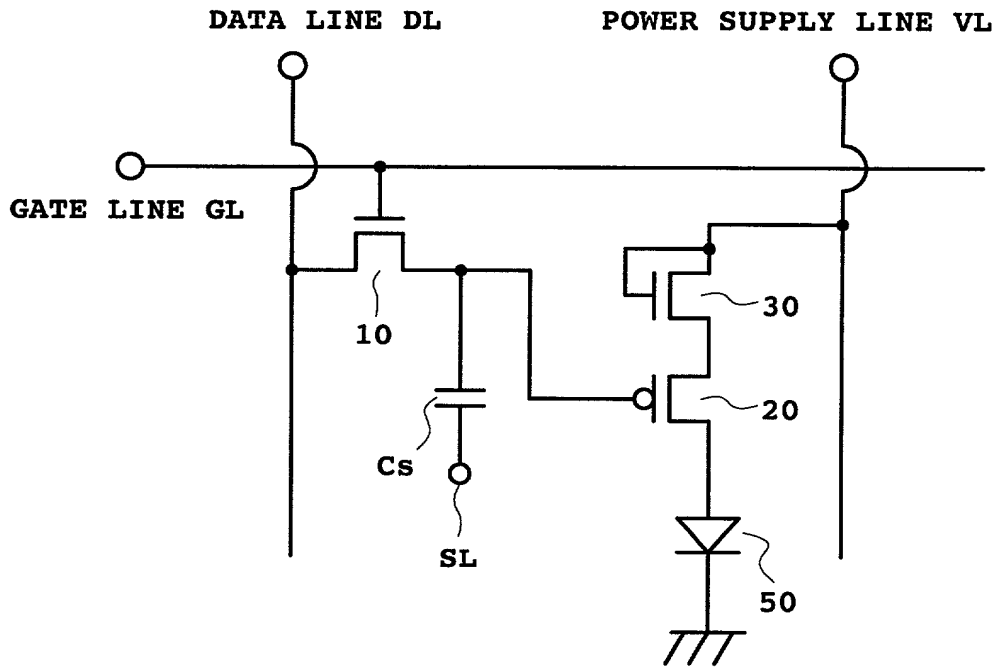 DATA LINE DL
POWER SUPPLY LINE VL
GATE LINE GL
10
30
20
Cs
SL
50